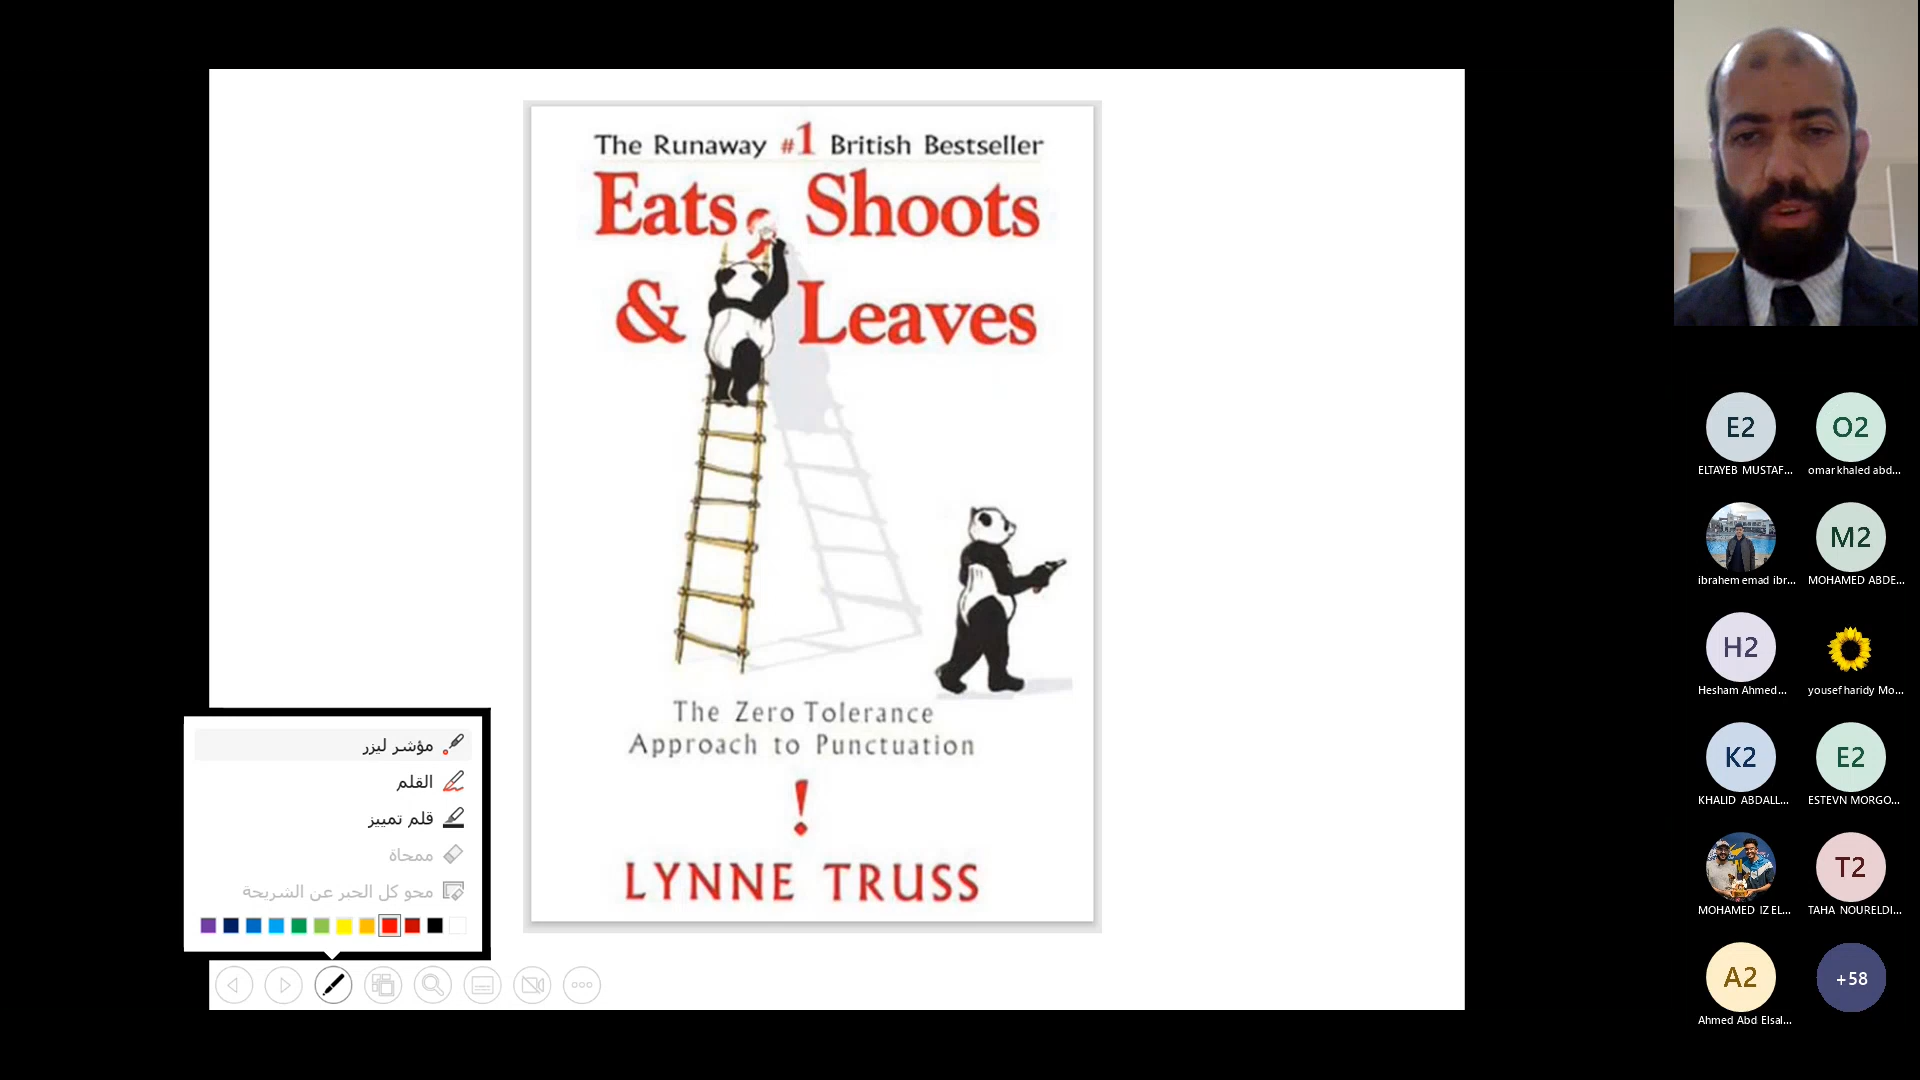 The Runaway #1 British Bestseller
Eats, Shoots
& Leaves
The Zero Tolerance
Approach to Punctuation
!
LYNNE TRUSS
مؤشر ليزر
القلم
قلم تمييز
ممحاة
محو كل الحبر عن الشريحة
E2
ELTAYEB MUSTAF...
O2
omar khaled abd...
ibrahem emad ibr...
M2
MOHAMED ABDE...
H2
Hesham Ahmed...
yousef haridy Mo...
K2
KHALID ABDALL...
E2
ESTEVN MORGO...
MOHAMED IZ EL...
T2
TAHA NOURELDI...
A2
Ahmed Abd Elsal...
+58